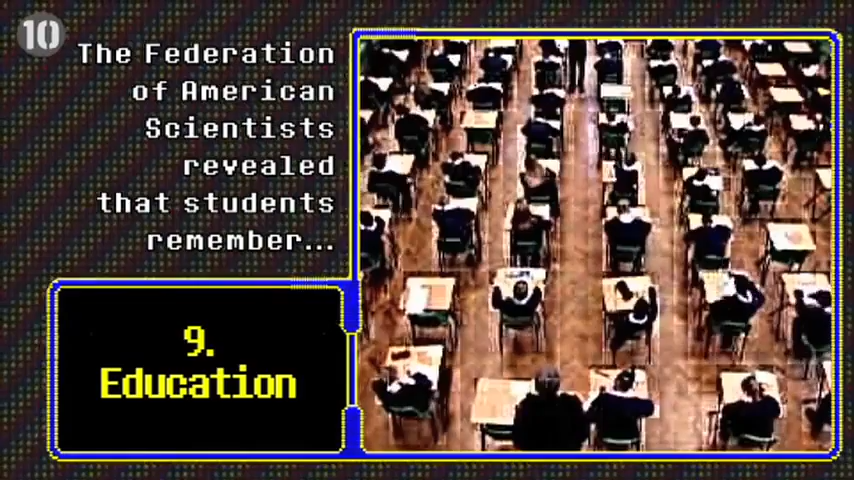 10
The Federation
of American
Scientists
revealed
that students
remember...
9.
Education